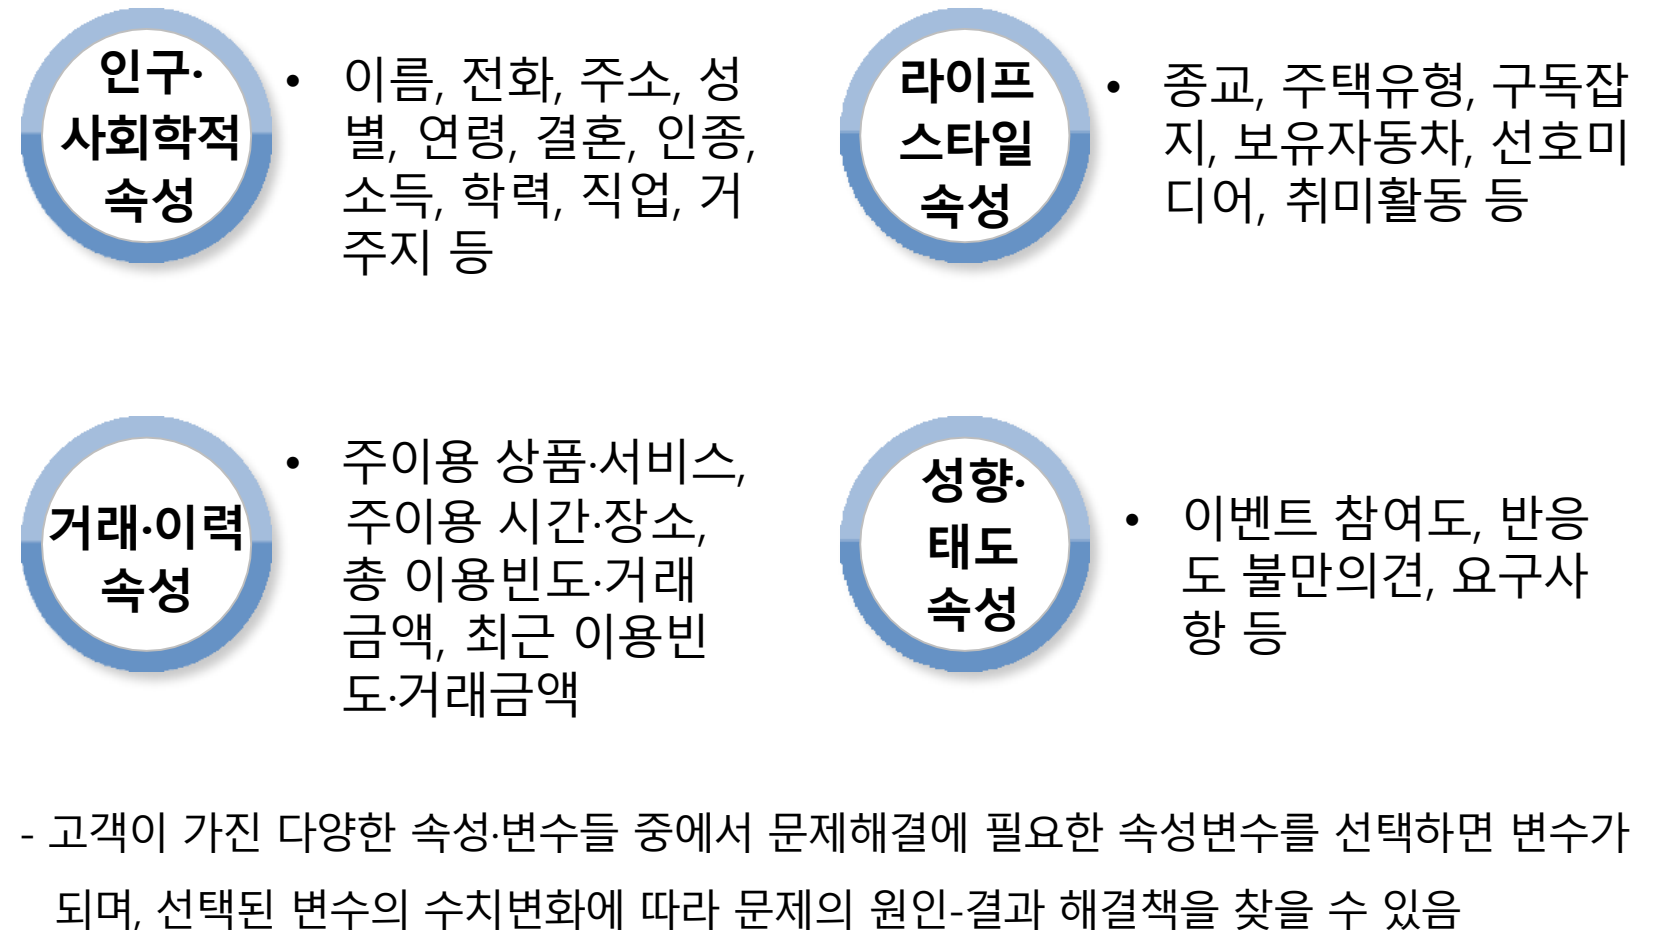 인구·
사회학적
속성
• 이름, 전화, 주소, 성
별, 연령, 결혼, 인종,
소득, 학력, 직업, 거
주지 등
라이프
스타일
속성
• 종교, 주택유형, 구독잡
지, 보유자동차, 선호미
디어, 취미활동 등
거래·이력
속성
• 주이용 상품·서비스,
주이용 시간·장소,
총 이용빈도·거래
금액, 최근 이용빈
도·거래금액
성향·
태도
속성
• 이벤트 참여도, 반응
도 불만의견, 요구사
항 등
- 고객이 가진 다양한 속성·변수들 중에서 문제해결에 필요한 속성변수를 선택하면 변수가
되며, 선택된 변수의 수치변화에 따라 문제의 원인-결과 해결책을 찾을 수 있음